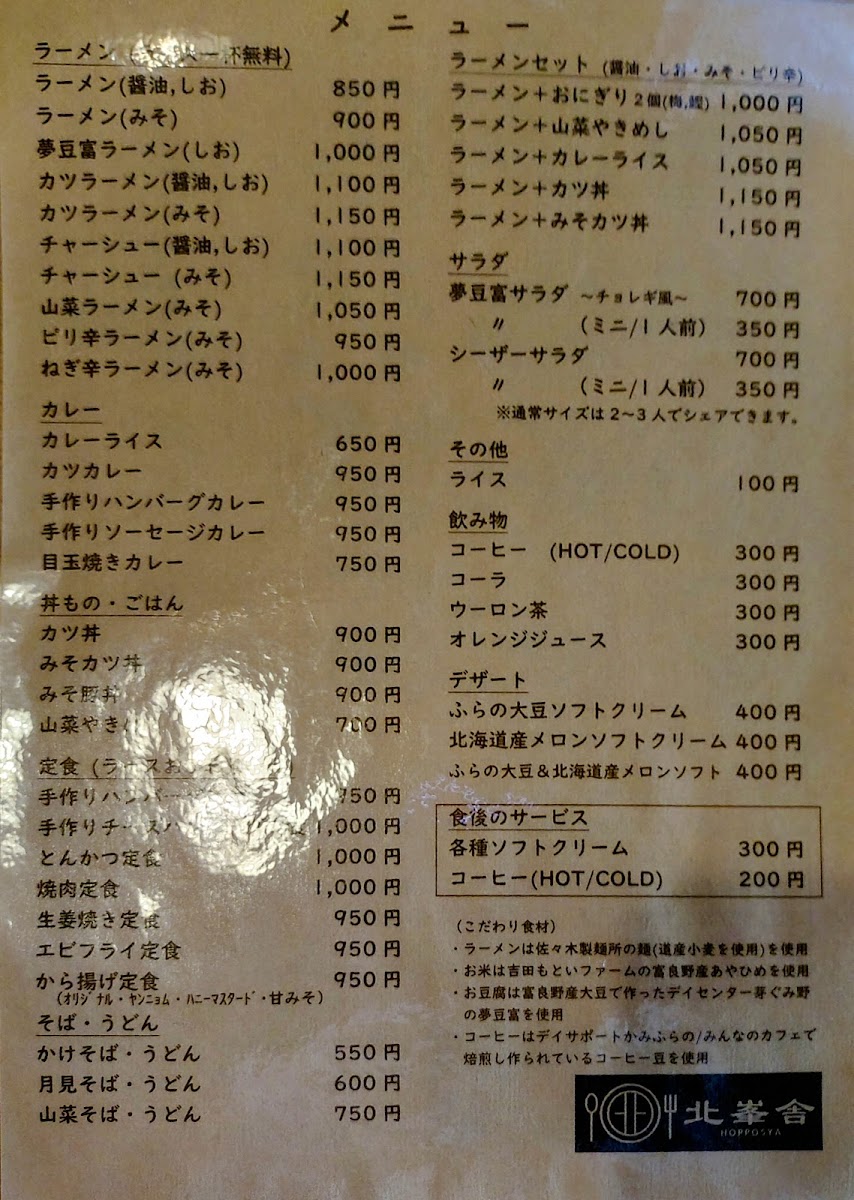 メニュー
ラーメン
杯無料)
ラーメン(醤油,しお) 850円
ラーメン(みそ) 900円
夢豆富ラーメン(しお) 1,000円
カツラーメン(醤油,しお) 1,100円
カツラーメン(みそ) 1,150円
チャーシュー(醤油,しお) 1,100円
チャーシュー (みそ) 1,150円
山菜ラーメン(みそ) 1,050円
ピリ辛ラーメン(みそ) 950円
ねぎ辛ラーメン(みそ) 1,000円
カレー
カレーライス 650円
カツカレー 950円
手作りハンバーグカレー 950円
手作りソーセージカレー 950円
目玉焼きカレー 750円
丼もの・ごはん
カツ丼 900円
みそカツ丼 900円
みそ豚丼 900円
山菜やき 700円
定食
手作りハンバー 950円
手作りチーズハ 1,000円
とんかつ定食 1,000円
焼肉定食 1,000円
生姜焼き定食 950円
エビフライ定食 950円
から揚げ定食 950円
(オリジナル・ヤンニョム・ハニーマスタード・甘みそ)
そば・うどん
かけそば・うどん 550円
月見そば・うどん 600円
山菜そば・うどん 750円
ラーメンセット (醤油・しお・みそ・ピリ辛)
ラーメン+おにぎり2個(梅,鰹) 1,000円
ラーメン+山菜やきめし 1,050円
ラーメン+カレーライス 1,050円
ラーメン+カツ丼 1,150円
ラーメン+みそカツ丼 1,150円
サラダ
夢豆富サラダ ～チョレギ風～ 700円
〃 (ミニ/1人前) 350円
シーザーサラダ 700円
〃 (ミニ/1人前) 350円
※通常サイズは2～3人でシェアできます。
その他
ライス 100円
飲み物
コーヒー (HOT/COLD) 300円
コーラ 300円
ウーロン茶 300円
オレンジジュース 300円
デザート
ふらの大豆ソフトクリーム 400円
北海道産メロンソフトクリーム 400円
ふらの大豆&北海道産メロンソフト 400円
食後のサービス
各種ソフトクリーム 300円
コーヒー(HOT/COLD) 200円
(こだわり食材)
・ラーメンは佐々木製麺所の麺(道産小麦を使用)を使用
・お米は吉田もといファームの富良野産あやひめを使用
・お豆腐は富良野産大豆で作ったデイセンター芽ぐみ野
の夢豆富を使用
・コーヒーはデイサポートかみふらの/みんなのカフェで
焙煎し作られているコーヒー豆を使用
北峯舎
HOPPOSYA